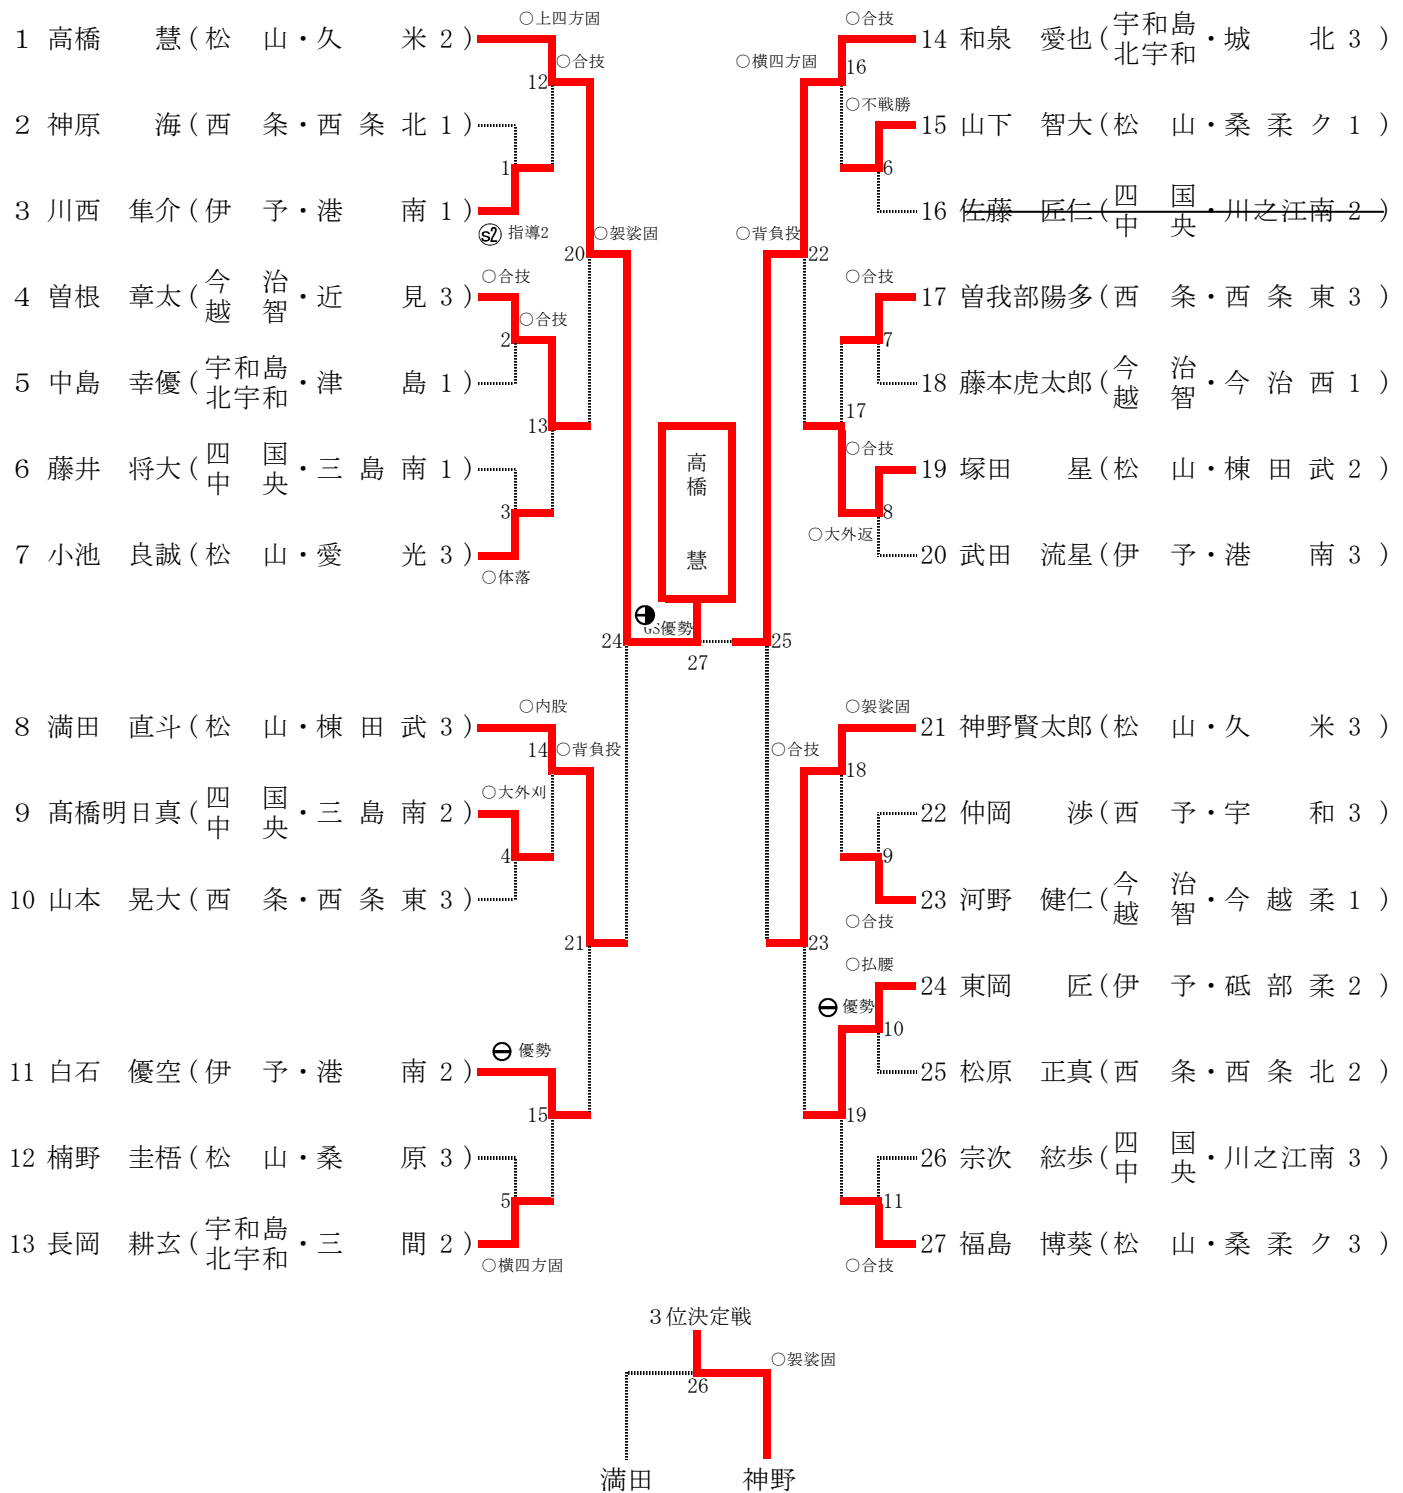 1 高橋 慧(松 山・久 米 2)
○上四方固
12
○合技
2 神原 海(西 条・西 条 北 1)
1
3 川西 隼介(伊 予・港 南 1)
S2 指導2
20
○袈裟固
4 曽根 章太(今治越智・近 見 3)
○合技
2
○合技
5 中島 幸優(宇和島北宇和・津 島 1)
13
6 藤井 将大(四国中央・三 島 南 1)
3
7 小池 良誠(松 山・愛 光 3)
○体落
24
8 満田 直斗(松 山・棟 田 武 3)
○内股
14
○背負投
9 髙橋明日真(四国中央・三 島 南 2)
○大外刈
4
10 山本 晃大(西 条・西 条 東 3)
21
11 白石 優空(伊 予・港 南 2)
優勢
15
12 楠野 圭梧(松 山・桑 原 3)
5
13 長岡 耕玄(宇和島北宇和・三 間 2)
○横四方固
高橋 慧
GS優勢
27
14 和泉 愛也(宇和島北宇和・城 北 3)
○合技
16
○横四方固
15 山下 智大(松 山・桑 柔 ク 1)
○不戦勝
6
16 佐藤 匠仁(四国中央・川之江南 2)
○背負投
22
17 曽我部陽多(西 条・西 条 東 3)
○合技
7
18 藤本虎太郎(今治越智・今 治 西 1)
17
19 塚田 星(松 山・棟 田 武 2)
○合技
8
○大外返
20 武田 流星(伊 予・港 南 3)
25
21 神野賢太郎(松 山・久 米 3)
○袈裟固
18
○合技
22 仲岡 渉(西 予・宇 和 3)
9
23 河野 健仁(今治越智・今 越 柔 1)
○合技
23
24 東岡 匠(伊 予・砥 部 柔 2)
○払腰
優勢
10
25 松原 正真(西 条・西 条 北 2)
19
26 宗次 絃歩(四国中央・川之江南 3)
11
27 福島 博葵(松 山・桑 柔 ク 3)
○合技
3位決定戦
○袈裟固
26
満田 神野